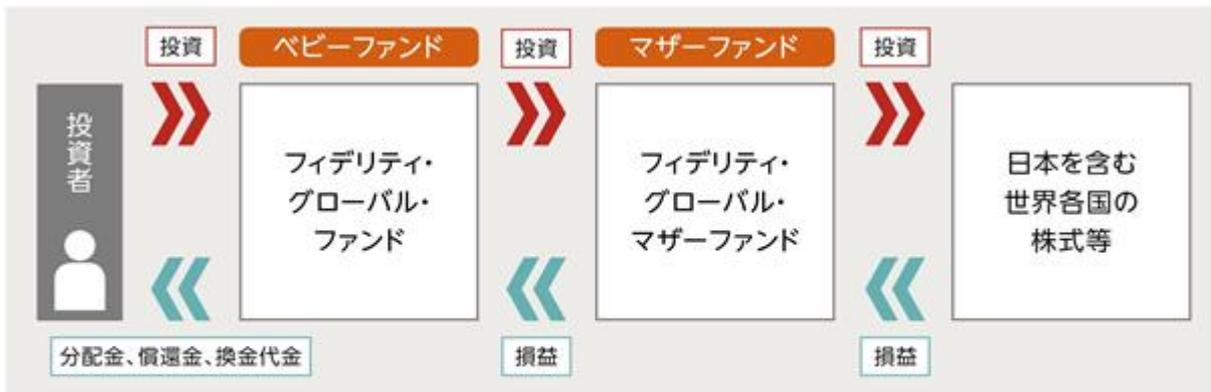 投資
ベビーファンド
投資
マザーファンド
投資
投資者
フィデリティ・
グローバル・
ファンド
フィデリティ・
グローバル・
マザーファンド
日本を含む
世界各国の
株式等
分配金、償還金、換金代金
損益
損益